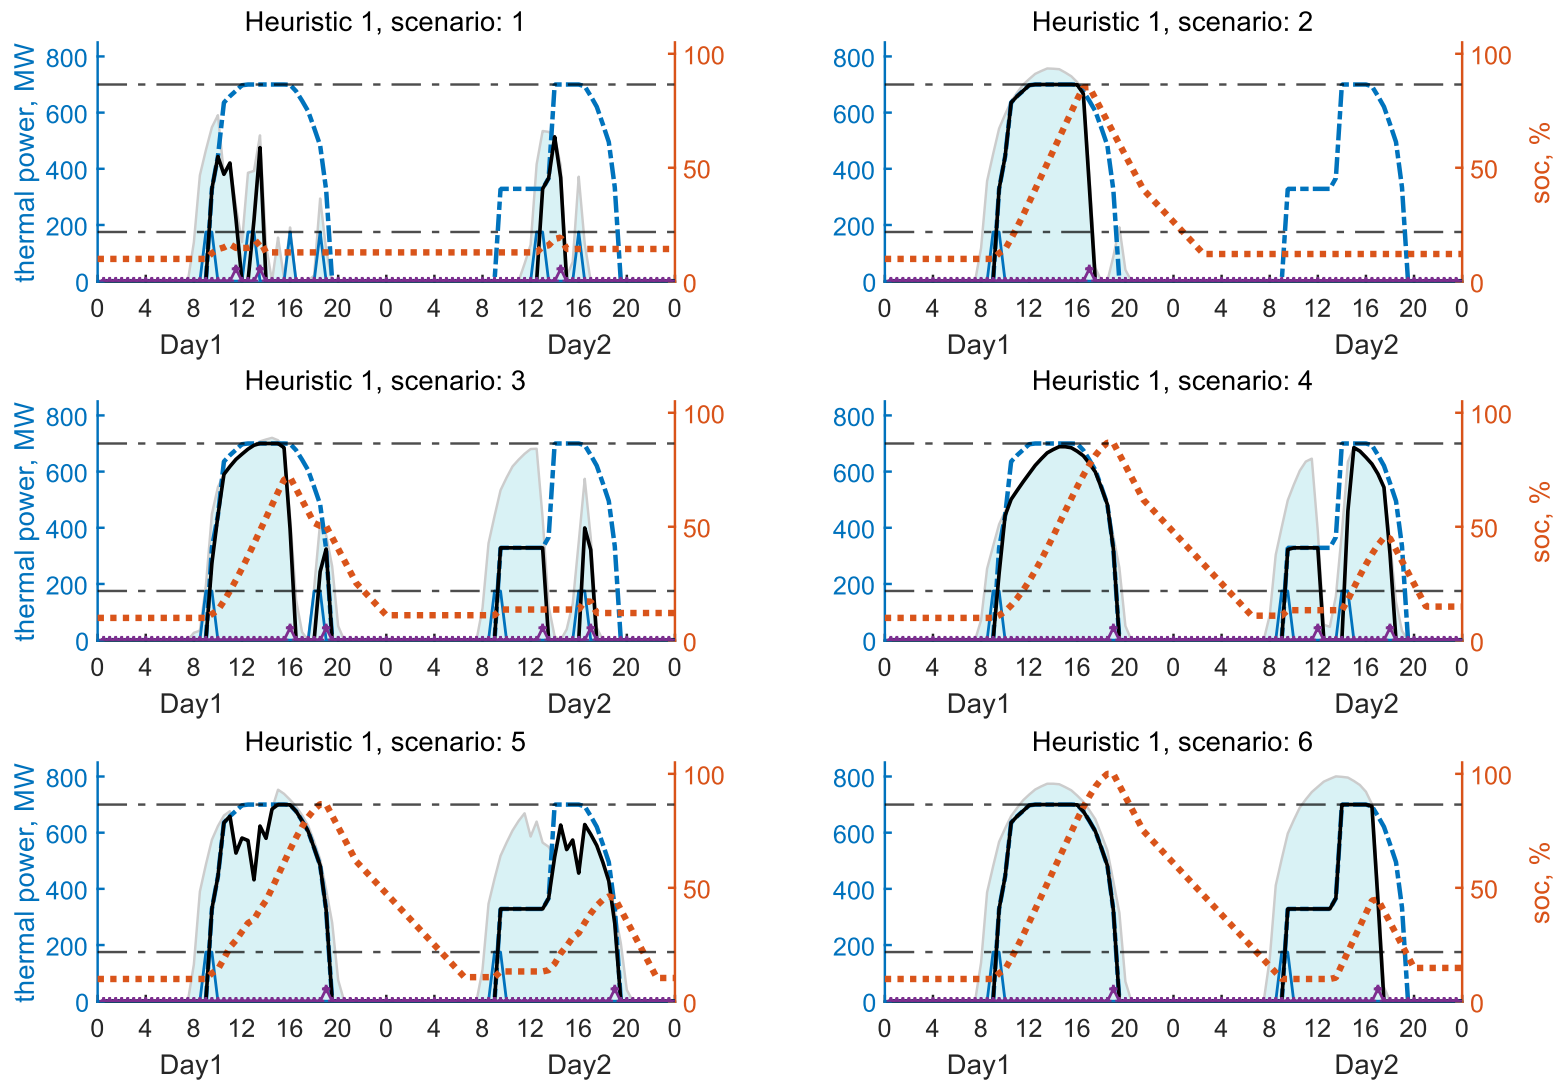 Heuristic 1, scenario: 1
thermal power, MW
800
600
400
200
0
100
50
0
0 4 8 12 16 20 0 4 8 12 16 20 0
Day1 Day2
Heuristic 1, scenario: 2
800
600
400
200
0
100
50
0
soc, %
0 4 8 12 16 20 0 4 8 12 16 20 0
Day1 Day2
Heuristic 1, scenario: 3
thermal power, MW
800
600
400
200
0
100
50
0
0 4 8 12 16 20 0 4 8 12 16 20 0
Day1 Day2
Heuristic 1, scenario: 4
800
600
400
200
0
100
50
0
soc, %
0 4 8 12 16 20 0 4 8 12 16 20 0
Day1 Day2
Heuristic 1, scenario: 5
thermal power, MW
800
600
400
200
0
100
50
0
0 4 8 12 16 20 0 4 8 12 16 20 0
Day1 Day2
Heuristic 1, scenario: 6
800
600
400
200
0
100
50
0
soc, %
0 4 8 12 16 20 0 4 8 12 16 20 0
Day1 Day2